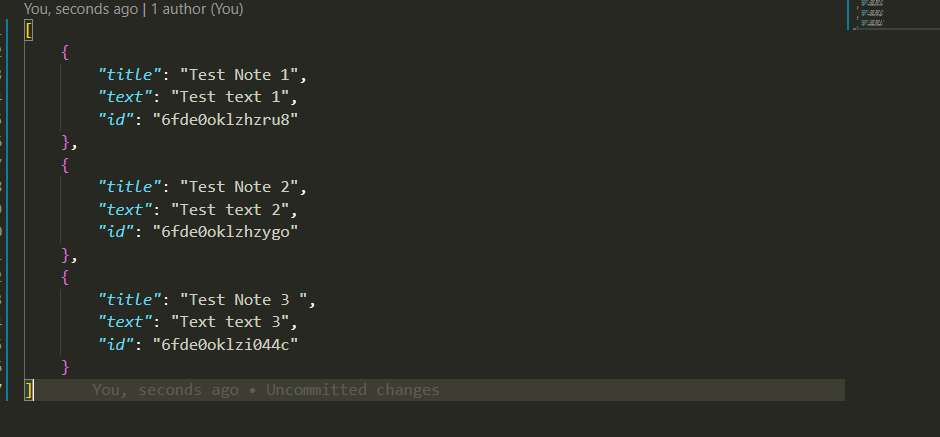 You, seconds ago | 1 author (You)
[
    {
        "title": "Test Note 1",
        "text": "Test text 1",
        "id": "6fde0oklzhzru8"
    },
    {
        "title": "Test Note 2",
        "text": "Test text 2",
        "id": "6fde0oklzhzygo"
    },
    {
        "title": "Test Note 3 ",
        "text": "Text text 3",
        "id": "6fde0oklzi044c"
    }
]    You, seconds ago • Uncommitted changes